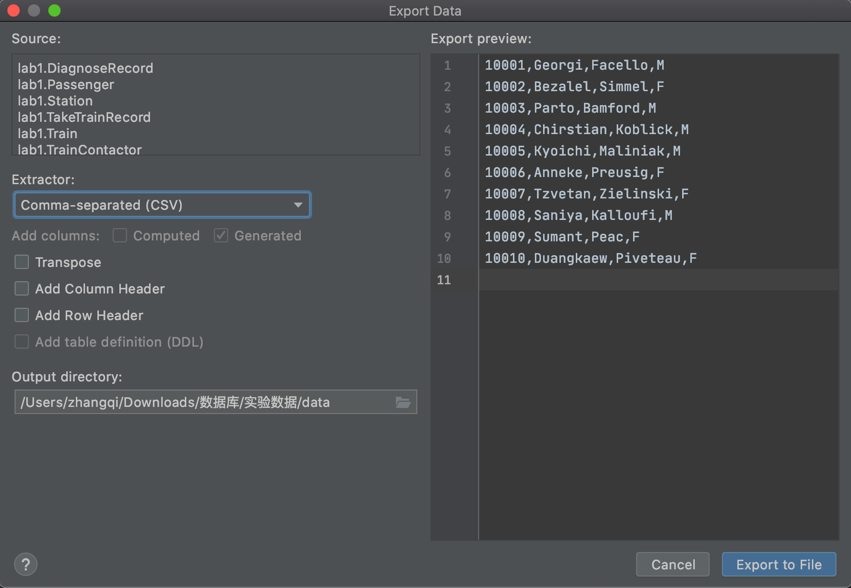 Export Data
Source:
lab1.DiagnoseRecord
lab1.Passenger
lab1.Station
lab1.TakeTrainRecord
lab1.Train
lab1.TrainContactor
Extractor:
Comma-separated (CSV)
Add columns: Computed Generated
Transpose
Add Column Header
Add Row Header
Add table definition (DDL)
Output directory:
/Users/zhangqi/Downloads/数据库/实验数据/data
Export preview:
1 10001,Georgi,Facello,M
2 10002,Bezalel,Simmel,F
3 10003,Parto,Bamford,M
4 10004,Chirstian,Koblick,M
5 10005,Kyoichi,Maliniak,M
6 10006,Anneke,Preusig,F
7 10007,Tzvetan,Zielinski,F
8 10008,Saniya,Kalloufi,M
9 10009,Sumant,Peac,F
10 10010,Duangkaew,Piveteau,F
11
?
Cancel
Export to File